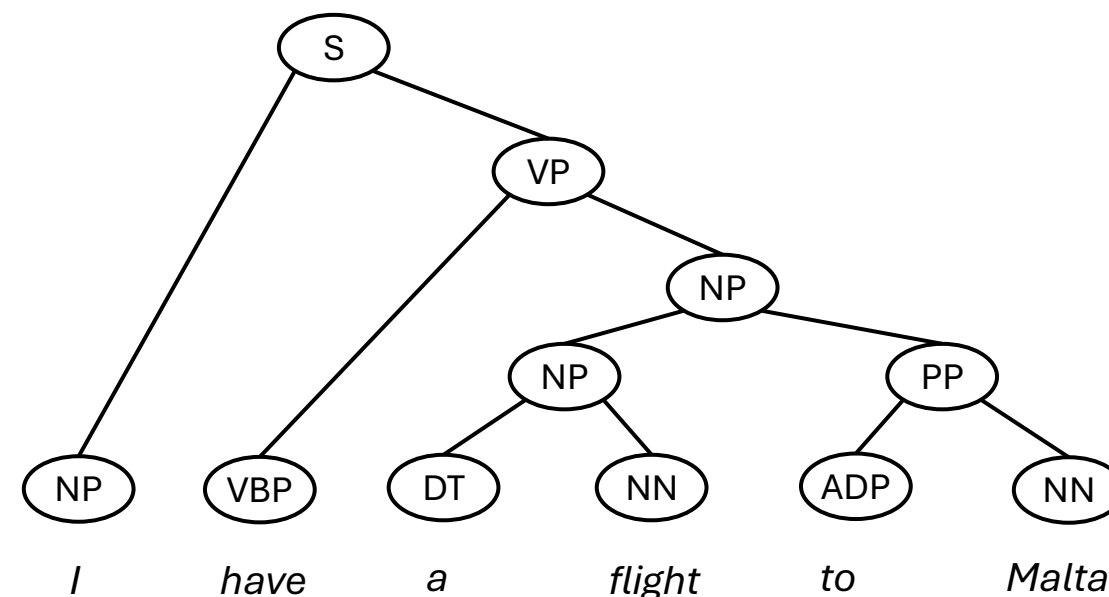 S
VP
NP
NP PP
NP VBP DT NN ADP NN
I have a flight to Malta